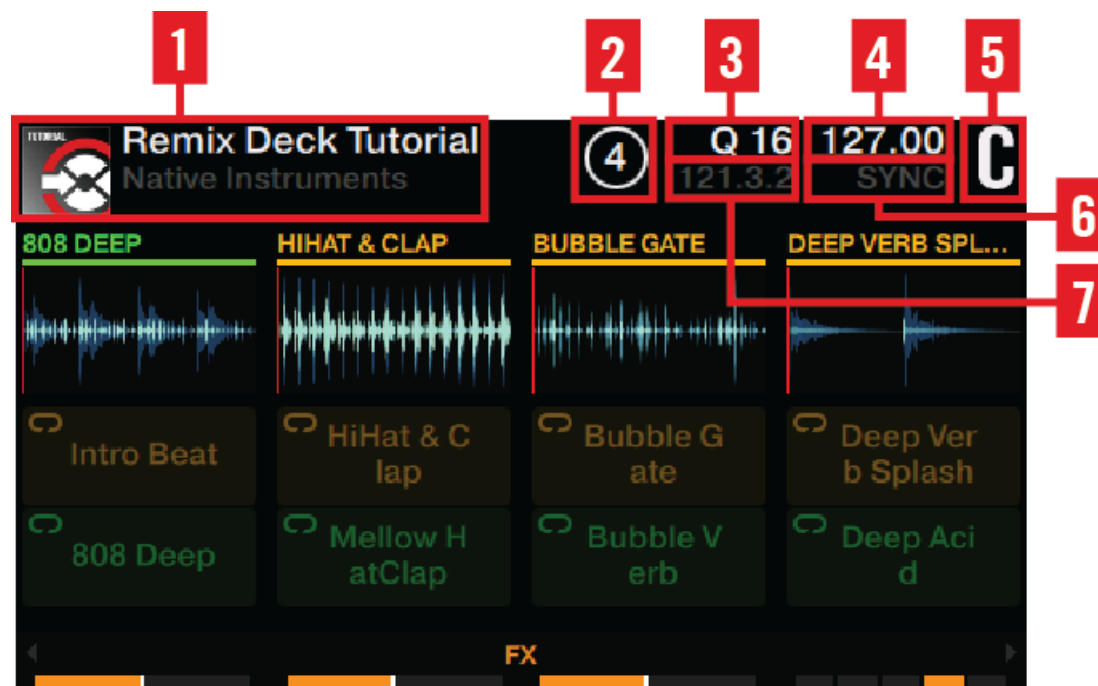 1
2
3
4
5
TUTORIAL
Remix Deck Tutorial
Native Instruments
4
Q 16
121.3.2
127.00
SYNC
C
6
7
808 DEEP
HIHAT & CLAP
BUBBLE GATE
DEEP VERB SPL...
Intro Beat
HiHat & C
lap
Bubble G
ate
Deep Ver
b Splash
808 Deep
Mellow H
atClap
Bubble V
erb
Deep Aci
d
FX